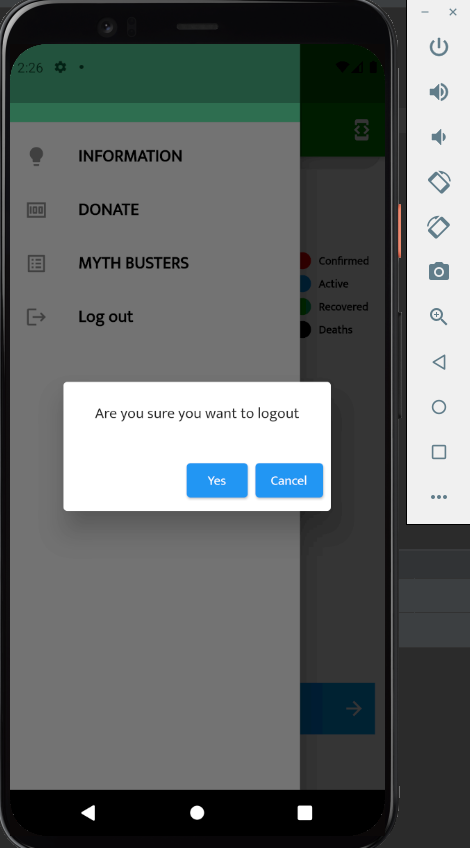 2:26
INFORMATION
100 DONATE
MYTH BUSTERS
Log out
Confirmed
Active
Recovered
Deaths
Are you sure you want to logout
Yes Cancel